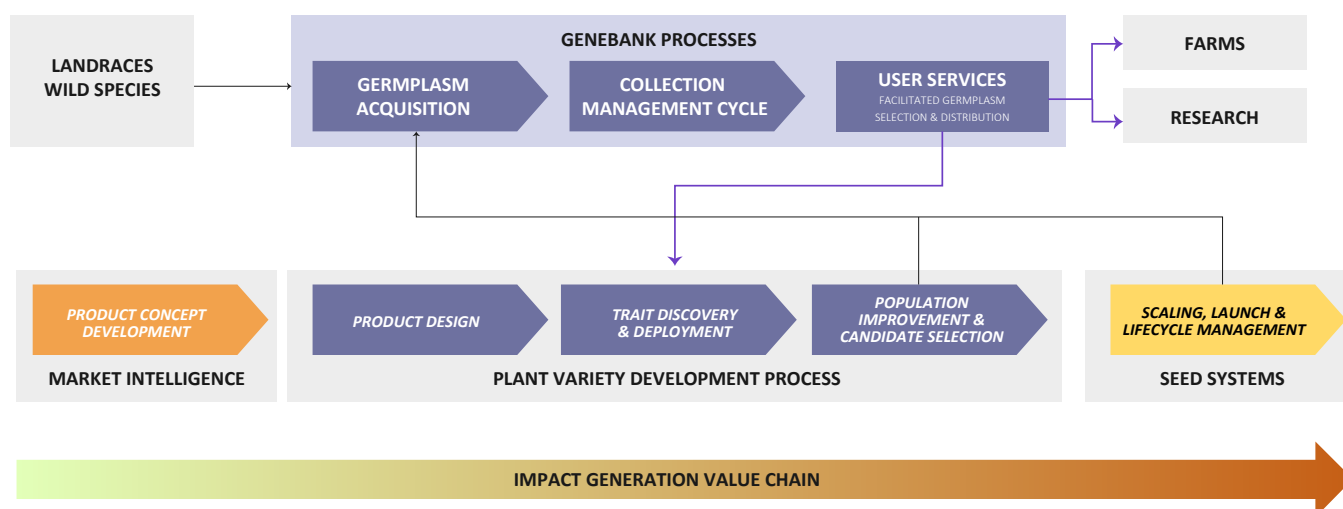 LANDRACES
WILD SPECIES
GENEBANK PROCESSES
GERMPLASM
ACQUISITION
COLLECTION
MANAGEMENT CYCLE
USER SERVICES
FACILITATED GERMPLASM
SELECTION & DISTRIBUTION
FARMS
RESEARCH
PRODUCT CONCEPT
DEVELOPMENT
MARKET INTELLIGENCE
PRODUCT DESIGN
TRAIT DISCOVERY
& DEPLOYMENT
POPULATION
IMPROVEMENT &
CANDIDATE SELECTION
PLANT VARIETY DEVELOPMENT PROCESS
SCALING, LAUNCH &
LIFECYCLE MANAGEMENT
SEED SYSTEMS
IMPACT GENERATION VALUE CHAIN